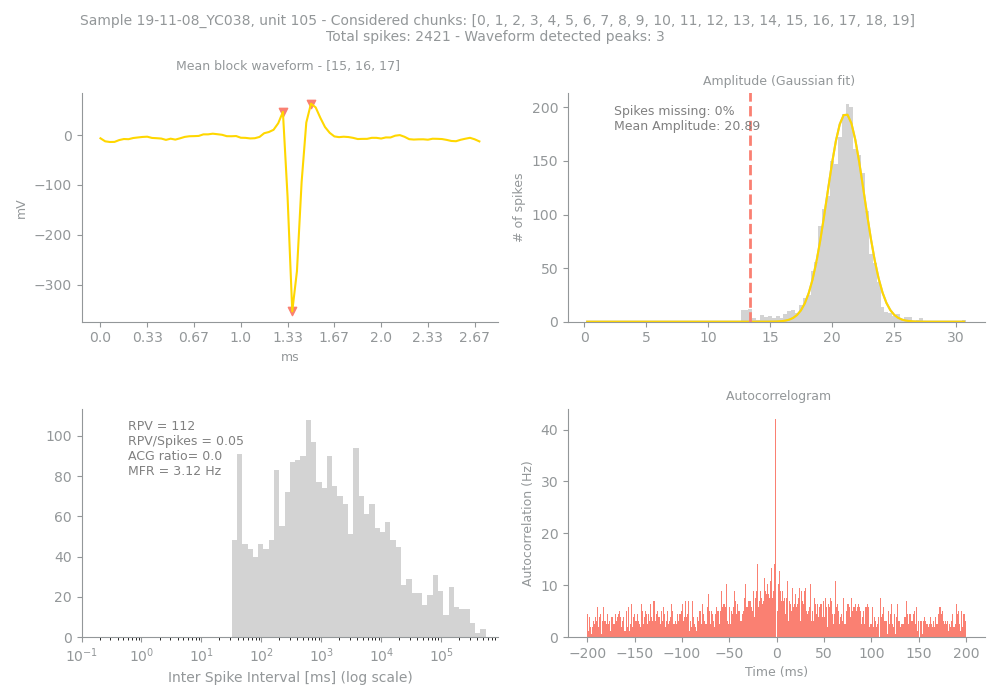 Sample 19-11-08_YC038, unit 105 - Considered chunks: [0, 1, 2, 3, 4, 5, 6, 7, 8, 9, 10, 11, 12, 13, 14, 15, 16, 17, 18, 19]
Total spikes: 2421 - Waveform detected peaks: 3
Mean block waveform - [15, 16, 17]
0
−100
−200
−300
mV
0.0 0.33 0.67 1.0 1.33 1.67 2.0 2.33 2.67
ms
Amplitude (Gaussian fit)
Spikes missing: 0%
Mean Amplitude: 20.89
200
150
100
50
0
# of spikes
0 5 10 15 20 25 30
RPV = 112
RPV/Spikes = 0.05
ACG ratio= 0.0
MFR = 3.12 Hz
100
80
60
40
20
0
10⁻¹ 10⁰ 10¹ 10² 10³ 10⁴ 10⁵
Inter Spike Interval [ms] (log scale)
Autocorrelogram
40
30
20
10
0
Autocorrelation (Hz)
−200 −150 −100 −50 0 50 100 150 200
Time (ms)